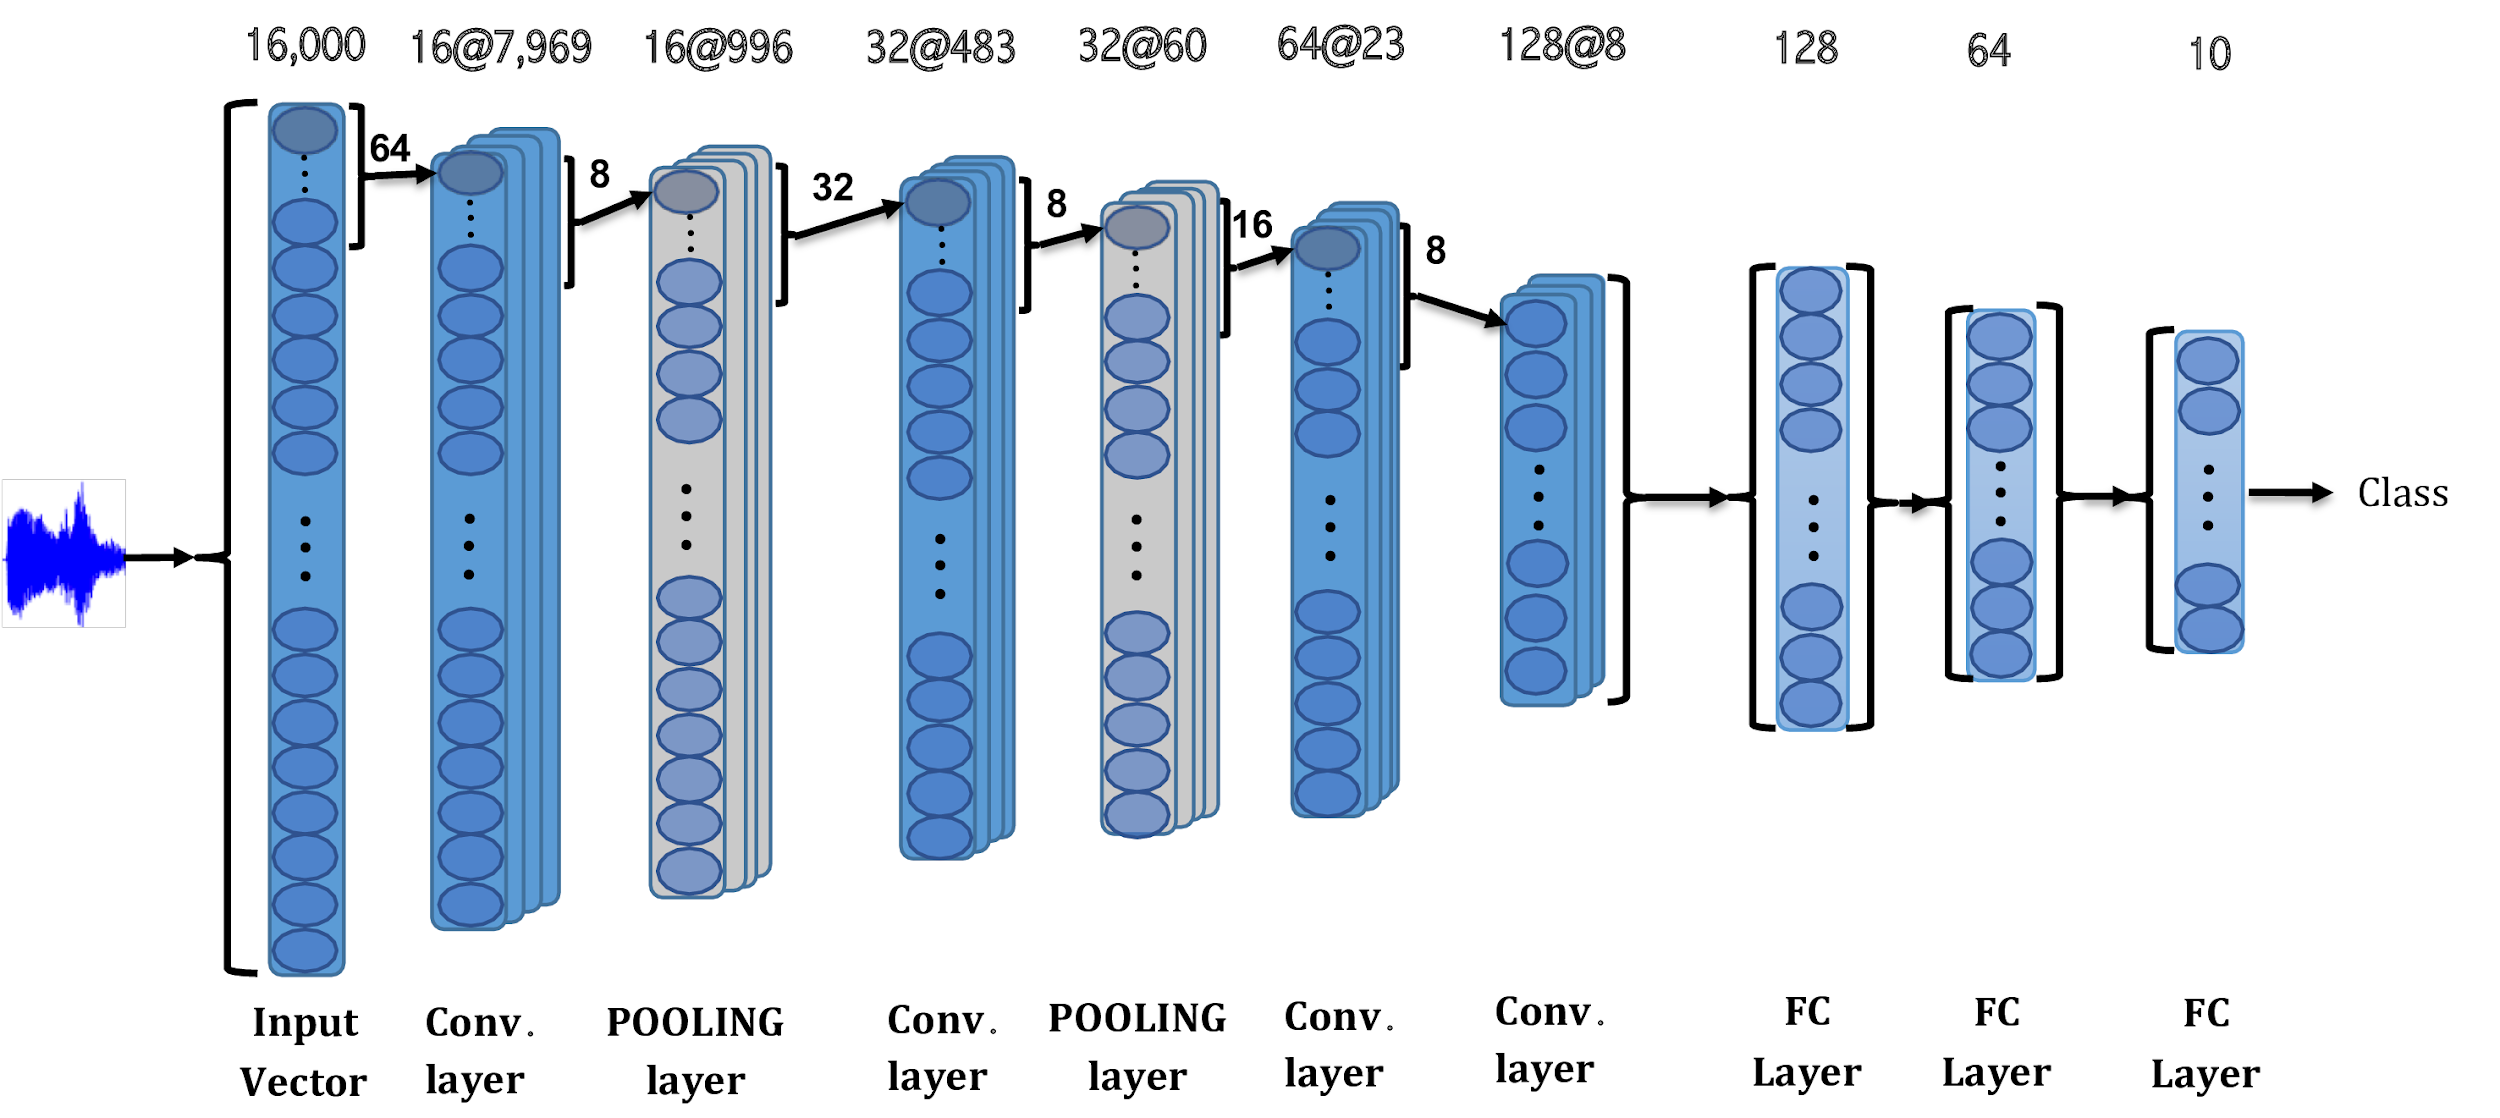 16,000 16@7,969 16@996 32@483 32@60 64@23 128@8 128 64 10
64 8 32 8 16 8
Class
Input Conv. POOLING Conv. POOLING Conv. Conv. FC FC FC
Vector layer layer layer layer layer layer Layer Layer Layer